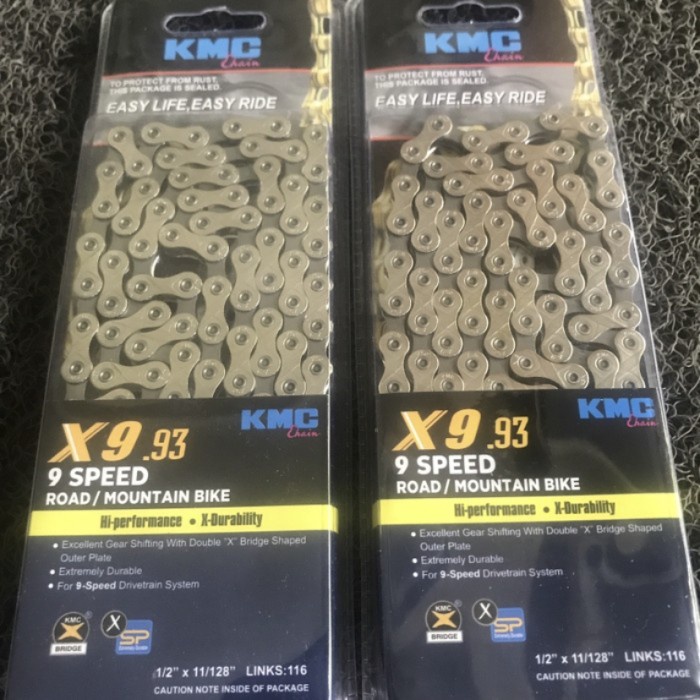 KMC
Chain
TO PROTECT FROM RUST,
THIS PACKAGE IS SEALED.
EASY LIFE,EASY RIDE
X9.93
KMC
Chain
9 SPEED
ROAD / MOUNTAIN BIKE
Hi-performance • X-Durability
• Excellent Gear Shifting With Double "X" Bridge Shaped
Outer Plate
• Extremely Durable
• For 9-Speed Drivetrain System
KMC
X
BRIDGE
®
X
SP
1/2" x 11/128" LINKS:116
CAUTION NOTE INSIDE OF PACKAGE
KMC
Chain
TO PROTECT FROM RUST,
THIS PACKAGE IS SEALED.
EASY LIFE,EASY RIDE
X9.93
KMC
Chain
9 SPEED
ROAD / MOUNTAIN BIKE
Hi-performance • X-Durability
• Excellent Gear Shifting With Double "X" Bridge Shaped
Outer Plate
• Extremely Durable
• For 9-Speed Drivetrain System
KMC
X
BRIDGE
®
X
SP
1/2" x 11/128" LINKS:116
CAUTION NOTE INSIDE OF PACKAGE